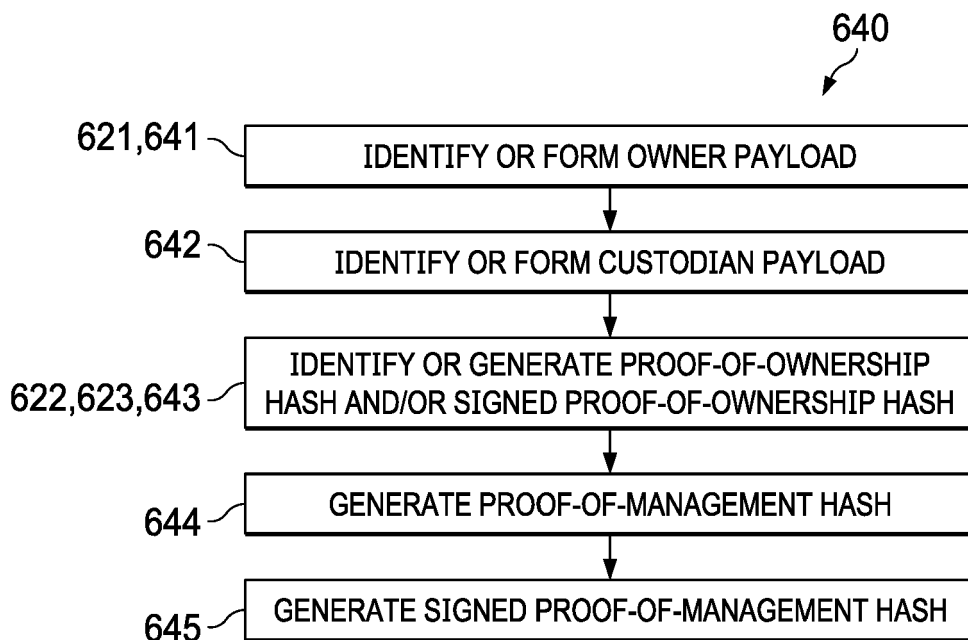 640
621,641
IDENTIFY OR FORM OWNER PAYLOAD
642
IDENTIFY OR FORM CUSTODIAN PAYLOAD
622,623,643
IDENTIFY OR GENERATE PROOF-OF-OWNERSHIP
HASH AND/OR SIGNED PROOF-OF-OWNERSHIP HASH
644
GENERATE PROOF-OF-MANAGEMENT HASH
645
GENERATE SIGNED PROOF-OF-MANAGEMENT HASH